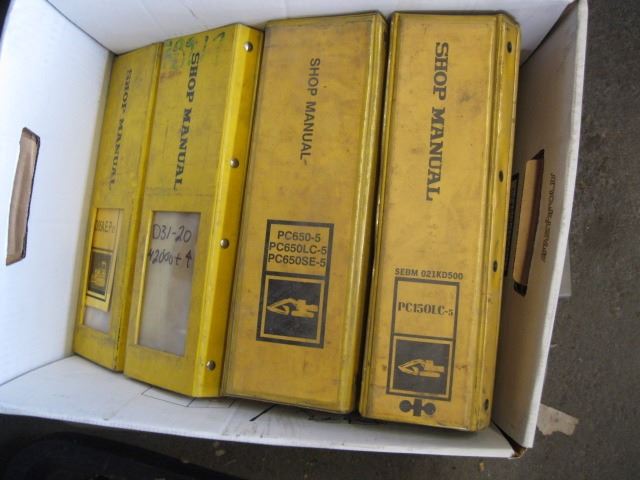 SHOP MANUAL
SHOP MANUAL
D31-20
SHOP MANUAL
PC650-5
PC650LC-5
PC650SE-5
SHOP MANUAL
SEBM 021KD500
PC150LC-5